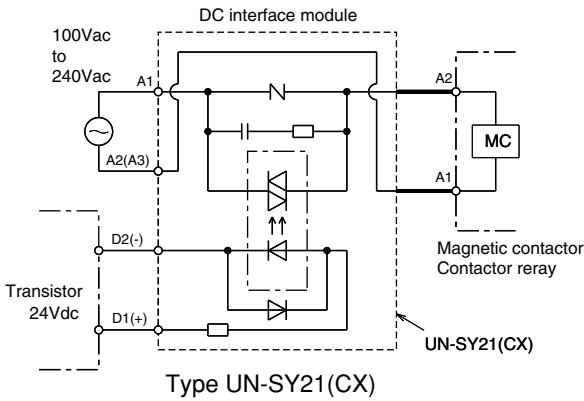 DC interface module
100Vac
to
240Vac
A1
A2
MC
A2(A3)
A1
D2(-)
Magnetic contactor
Contactor reray
Transistor
24Vdc
D1(+)
UN-SY21(CX)
Type UN-SY21(CX)